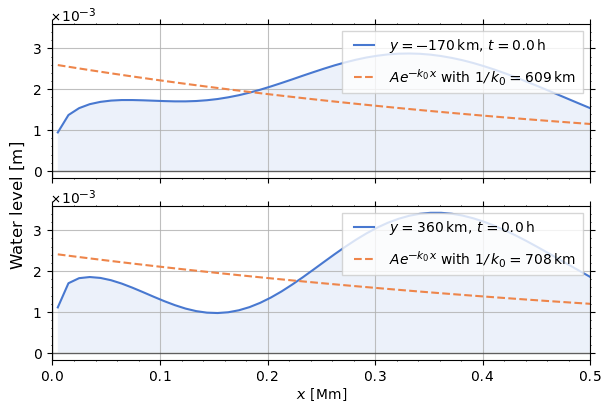 ×10⁻³
3
2
1
0
y = −170 km, t = 0.0 h
Ae^{−k₀x} with 1/k₀ = 609 km
×10⁻³
3
2
1
0
y = 360 km, t = 0.0 h
Ae^{−k₀x} with 1/k₀ = 708 km
Water level [m]
0.0 0.1 0.2 0.3 0.4 0.5
x [Mm]